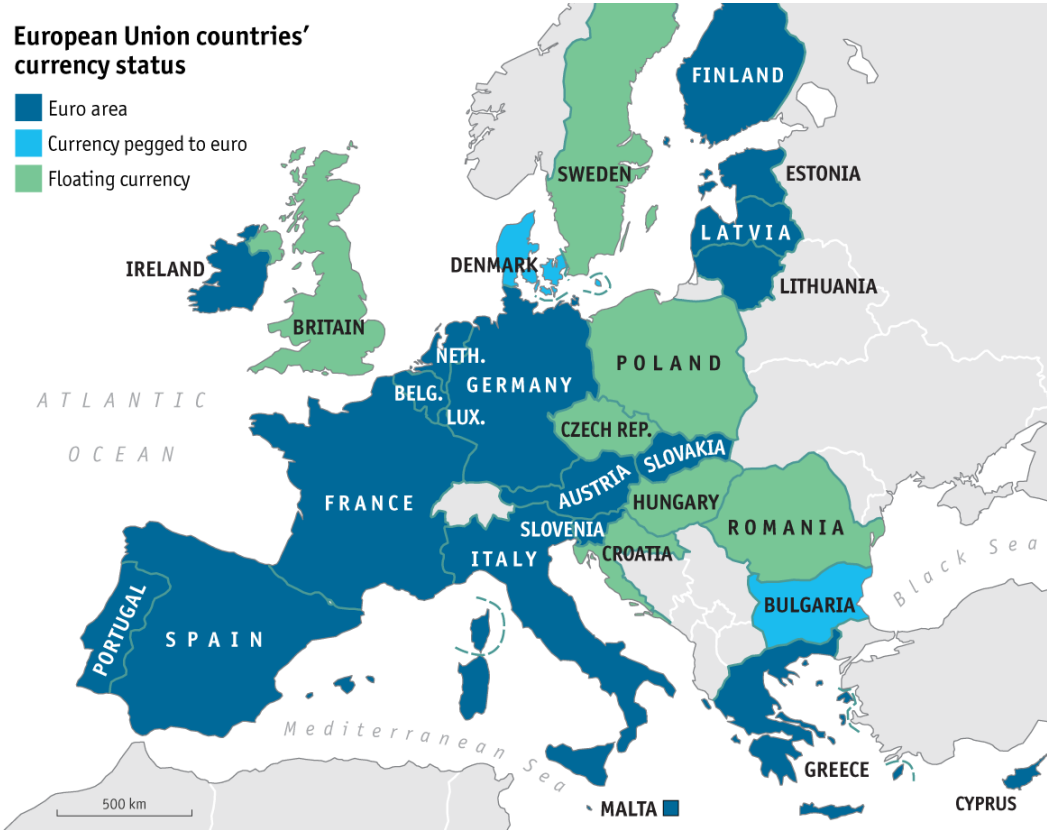 European Union countries’
currency status
Euro area
Currency pegged to euro
Floating currency
FINLAND
SWEDEN
ESTONIA
LATVIA
LITHUANIA
DENMARK
IRELAND
BRITAIN
NETH.
GERMANY
POLAND
BELG.
LUX.
ATLANTIC
OCEAN
CZECH REP.
SLOVAKIA
AUSTRIA
FRANCE
HUNGARY
SLOVENIA
ROMANIA
CROATIA
ITALY
Black Sea
BULGARIA
PORTUGAL
SPAIN
Mediterranean Sea
GREECE
CYPRUS
MALTA
500 km